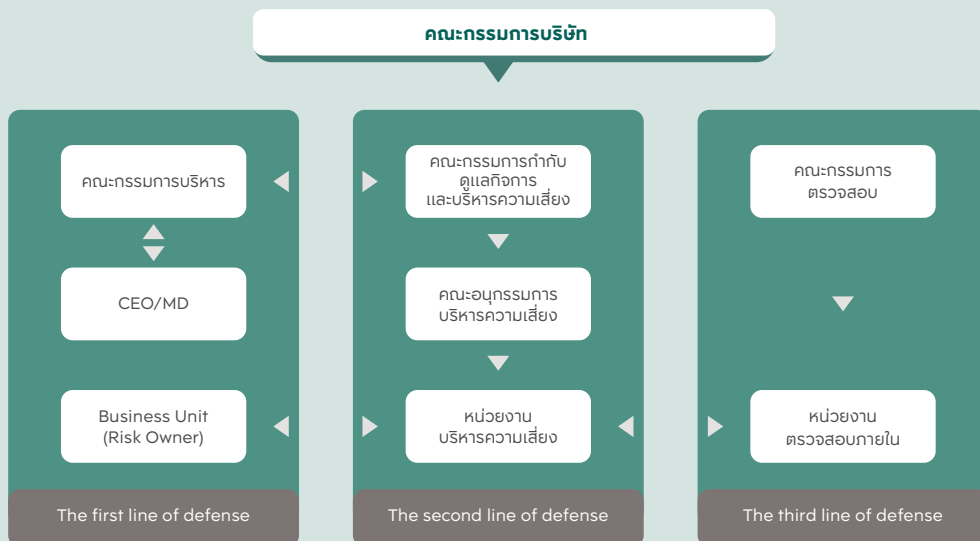 คณะกรรมการบริษัท
คณะกรรมการบริหาร
CEO/MD
Business Unit
(Risk Owner)
The first line of defense
คณะกรรมการกำกับ
ดูแลกิจการ
และบริหารความเสี่ยง
คณะอนุกรรมการ
บริหารความเสี่ยง
หน่วยงาน
บริหารความเสี่ยง
The second line of defense
คณะกรรมการ
ตรวจสอบ
หน่วยงาน
ตรวจสอบภายใน
The third line of defense